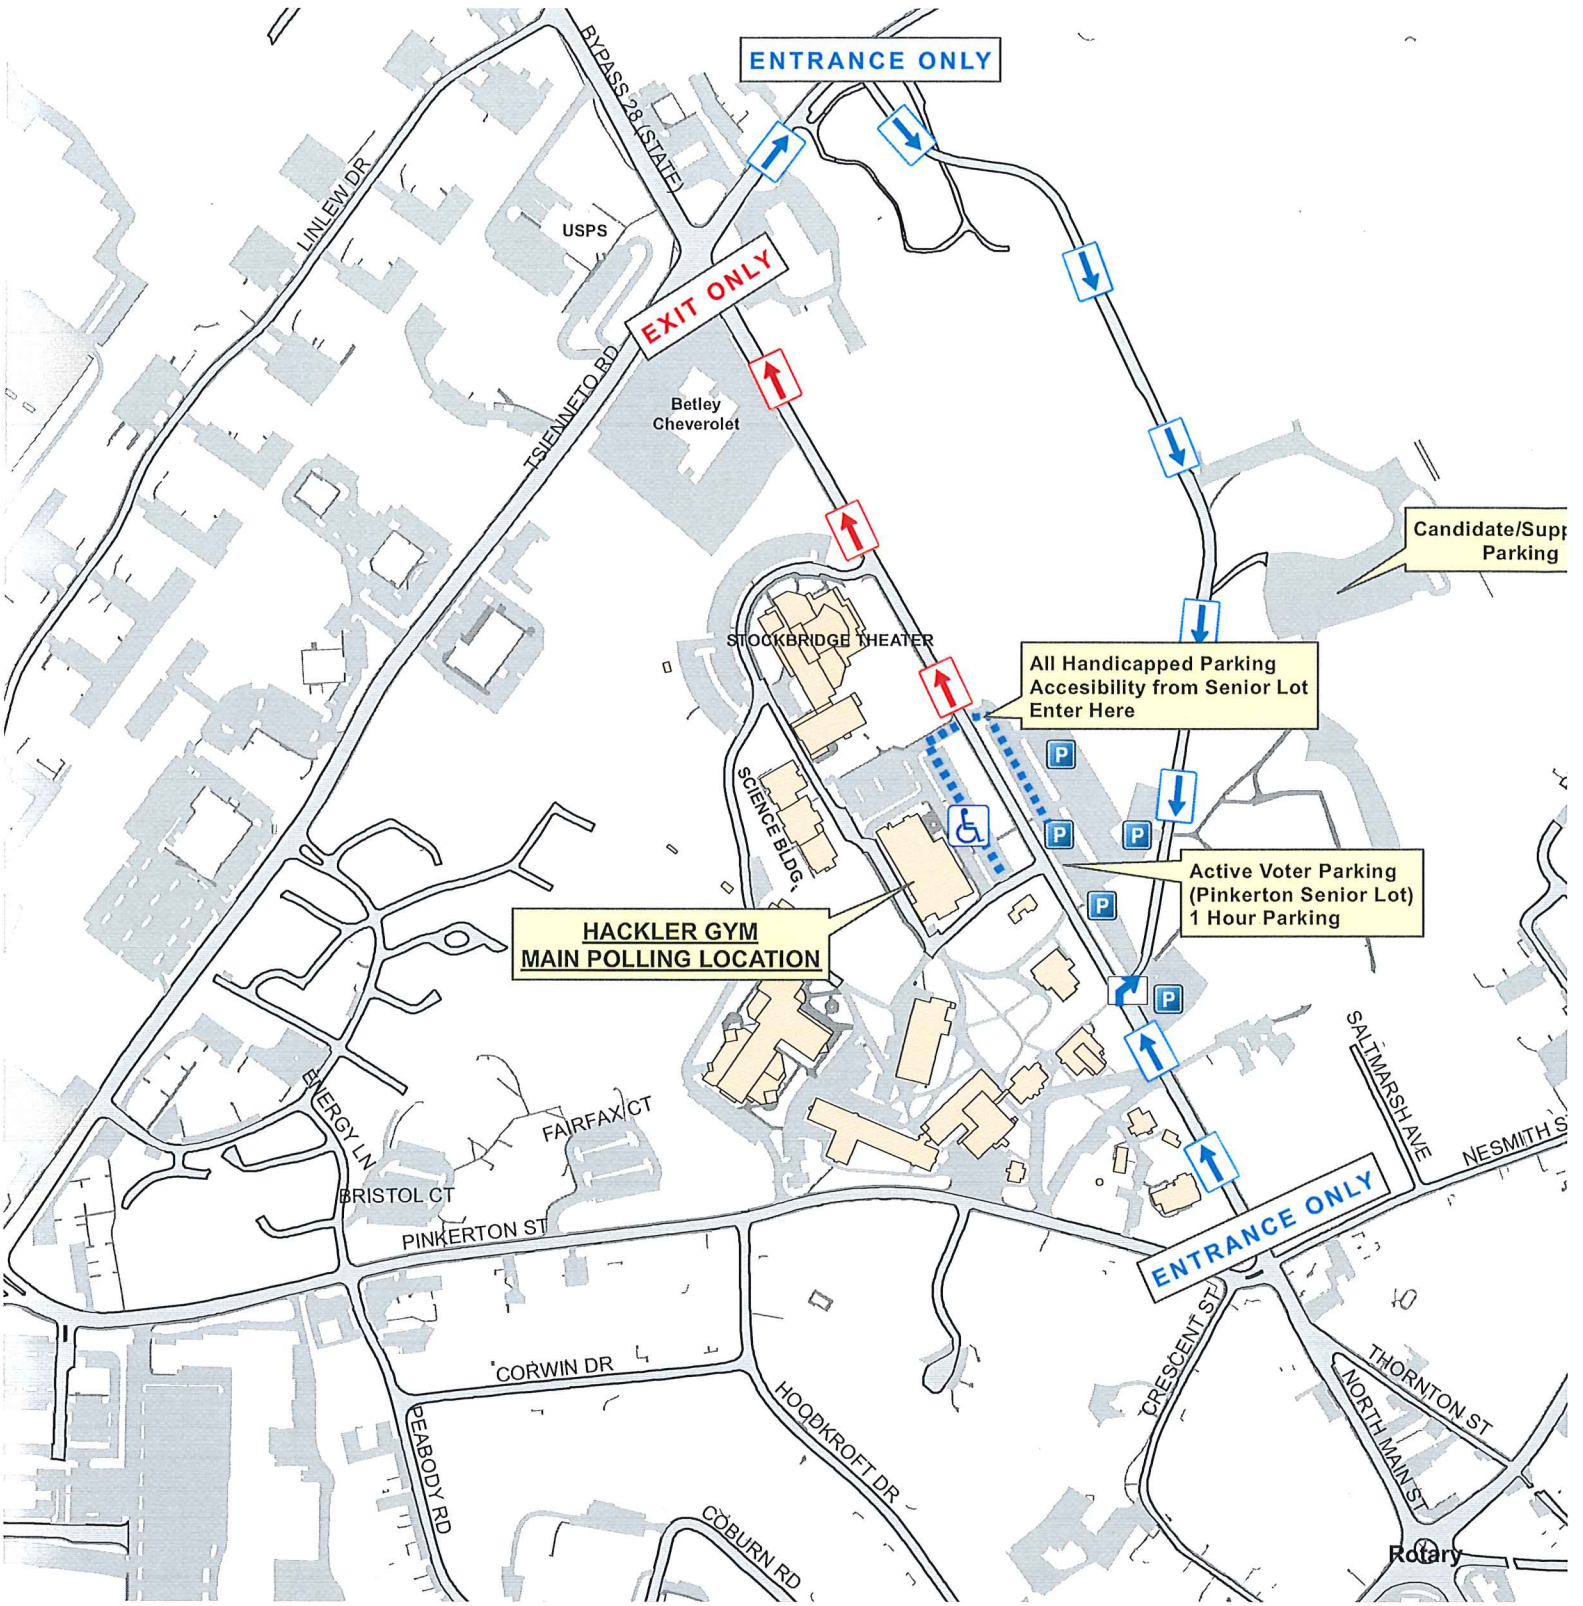 ENTRANCE ONLY
BYPASS 28 (STATE)
LINLEW DR
USPS
EXIT ONLY
TSIENNETO RD
Betley
Cheverolet
Candidate/Supp
Parking
STOCKBRIDGE THEATER
All Handicapped Parking
Accesibility from Senior Lot
Enter Here
P
P
P
SCIENCE BLDG,
Active Voter Parking
(Pinkerton Senior Lot)
1 Hour Parking
P
HACKLER GYM
MAIN POLLING LOCATION
P
SALTMARSH AVE
ENERGY LN
FAIRFAX CT
NESMITH S
BRISTOL CT
PINKERTON ST
ENTRANCE ONLY
CRESCENT ST
CORWIN DR
THORNTON ST
HOODKROFT DR
NORTH MAIN ST
PEABODY RD
COBURN RD
Rotary